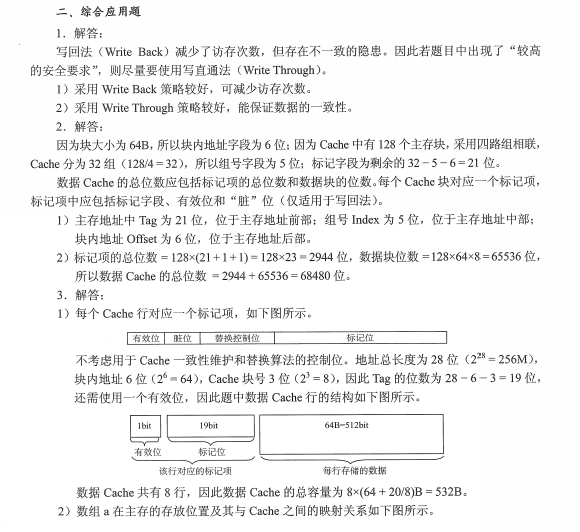 二、综合应用题
1．解答：
写回法（Write Back）减少了访存次数，但存在不一致的隐患。因此若题目中出现了“较高
的安全要求”，则尽量要使用写直通法（Write Through）。
1）采用 Write Back 策略较好，可减少访存次数。
2）采用 Write Through 策略较好，能保证数据的一致性。
2．解答：
因为块大小为 64B，所以块内地址字段为 6 位；因为 Cache 中有 128 个主存块，采用四路组相联，
Cache 分为 32 组（128/4 = 32），所以组号字段为 5 位；标记字段为剩余的 32 − 5 − 6 = 21 位。
数据 Cache 的总位数应包括标记项的总位数和数据块的位数。每个 Cache 块对应一个标记项，
标记项中应包括标记字段、有效位和“脏”位（仅适用于写回法）。
1）主存地址中 Tag 为 21 位，位于主存地址前部；组号 Index 为 5 位，位于主存地址中部；
块内地址 Offset 为 6 位，位于主存地址后部。
2）标记项的总位数 = 128×(21 + 1 + 1) = 128×23 = 2944 位，数据块位数 =128×64×8 = 65536 位，
所以数据 Cache 的总位数 = 2944 + 65536 = 68480 位。
3．解答：
1）每个 Cache 行对应一个标记项，如下图所示。
有效位 脏位 替换控制位 标记位
不考虑用于 Cache 一致性维护和替换算法的控制位。地址总长度为 28 位（2²⁸ = 256M），
块内地址 6 位（2⁶ = 64），Cache 块号 3 位（2³ = 8），因此 Tag 的位数为 28 − 6 − 3 = 19 位，
还需使用一个有效位，因此题中数据 Cache 行的结构如下图所示。
1bit 19bit 64B=512bit
有效位 标记位
该行对应的标记项 每行存储的数据
数据 Cache 共有 8 行，因此数据 Cache 的总容量为 8×(64 + 20/8)B = 532B。
2）数组 a 在主存的存放位置及其与 Cache 之间的映射关系如下图所示。